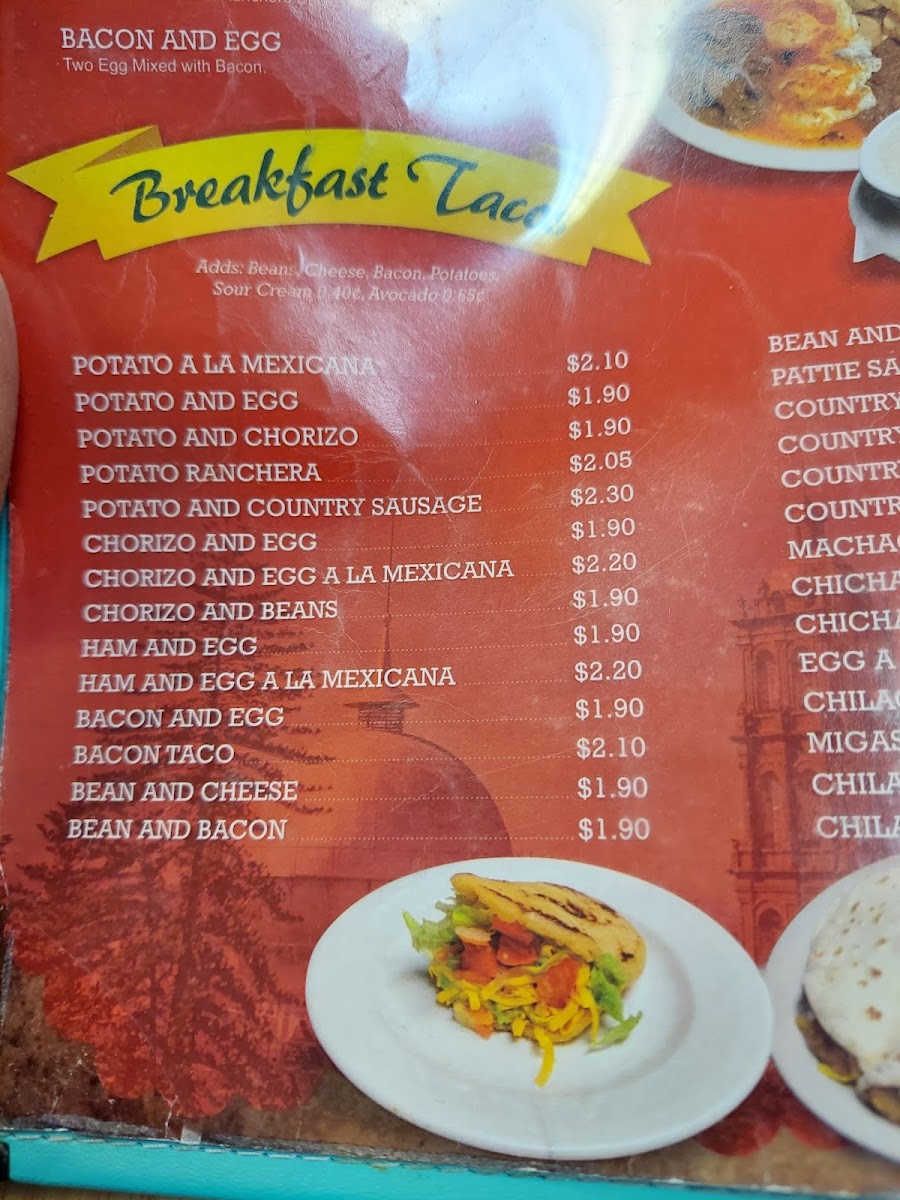 BACON AND EGG
Two Egg Mixed with Bacon.
Breakfast
Adds: Beans, Cheese, Bacon, Potatoes,
Sour Cream 0.40¢, Avocado 0.65¢
POTATO A LA MEXICANA $2.10
POTATO AND EGG $1.90
POTATO AND CHORIZO $1.90
POTATO RANCHERA $2.05
POTATO AND COUNTRY SAUSAGE $2.30
CHORIZO AND EGG $1.90
CHORIZO AND EGG A LA MEXICANA $2.20
CHORIZO AND BEANS $1.90
HAM AND EGG $1.90
HAM AND EGG A LA MEXICANA $2.20
BACON AND EGG $1.90
BACON TACO $2.10
BEAN AND CHEESE $1.90
BEAN AND BACON $1.90
BEAN AND
PATTIE SA
COUNTRY
COUNTRY
COUNTR
COUNTR
MACHAC
CHICHA
CHICHA
EGG A
CHILA
MIGAS
CHILA
CHILA